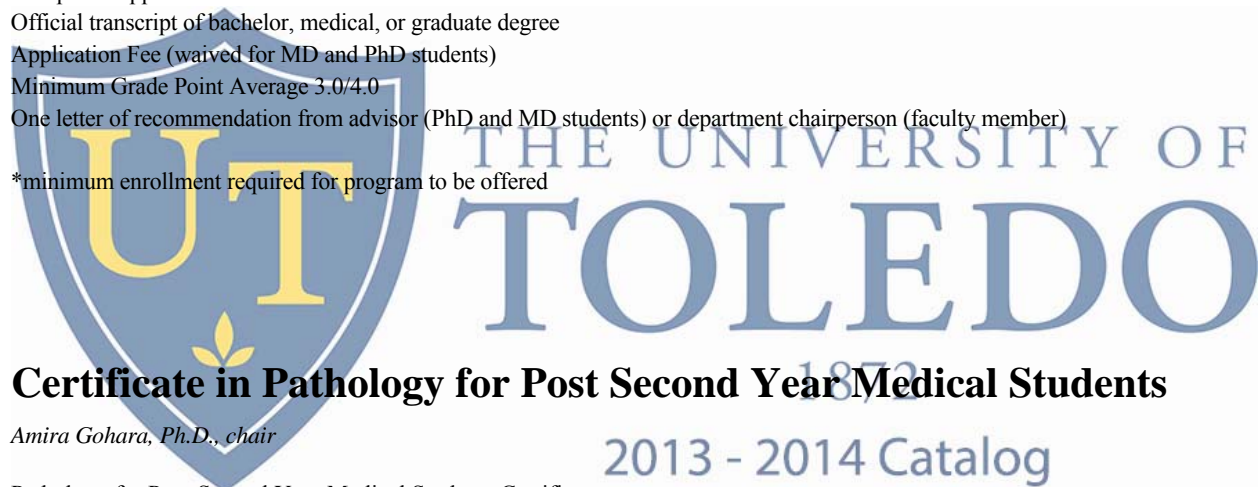 Official transcript of bachelor, medical, or graduate degree
Application Fee (waived for MD and PhD students)
Minimum Grade Point Average 3.0/4.0
One letter of recommendation from advisor (PhD and MD students) or department chairperson (faculty member)
THE UNIVERSITY OF
*minimum enrollment required for program to be offered
UT
TOLEDO
1872
Certificate in Pathology for Post Second Year Medical Students
Amira Gohara, Ph.D., chair
2013 - 2014 Catalog